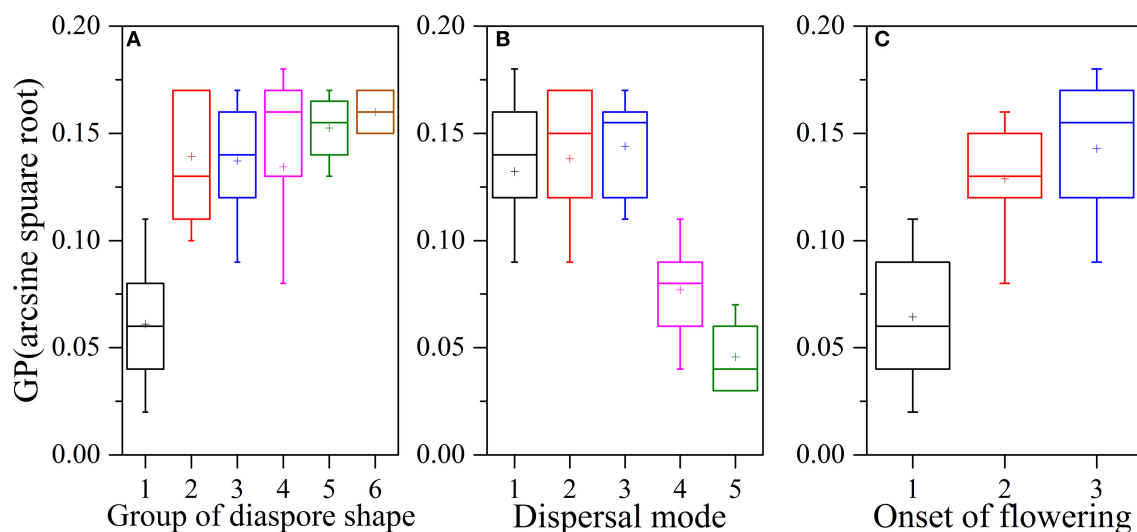 A
B
C
GP(arcsine spuare root)
0.20
0.15
0.10
0.05
0.00
1 2 3 4 5 6
Group of diaspore shape
0.20
0.15
0.10
0.05
0.00
1 2 3 4 5
Dispersal mode
0.20
0.15
0.10
0.05
0.00
1 2 3
Onset of flowering